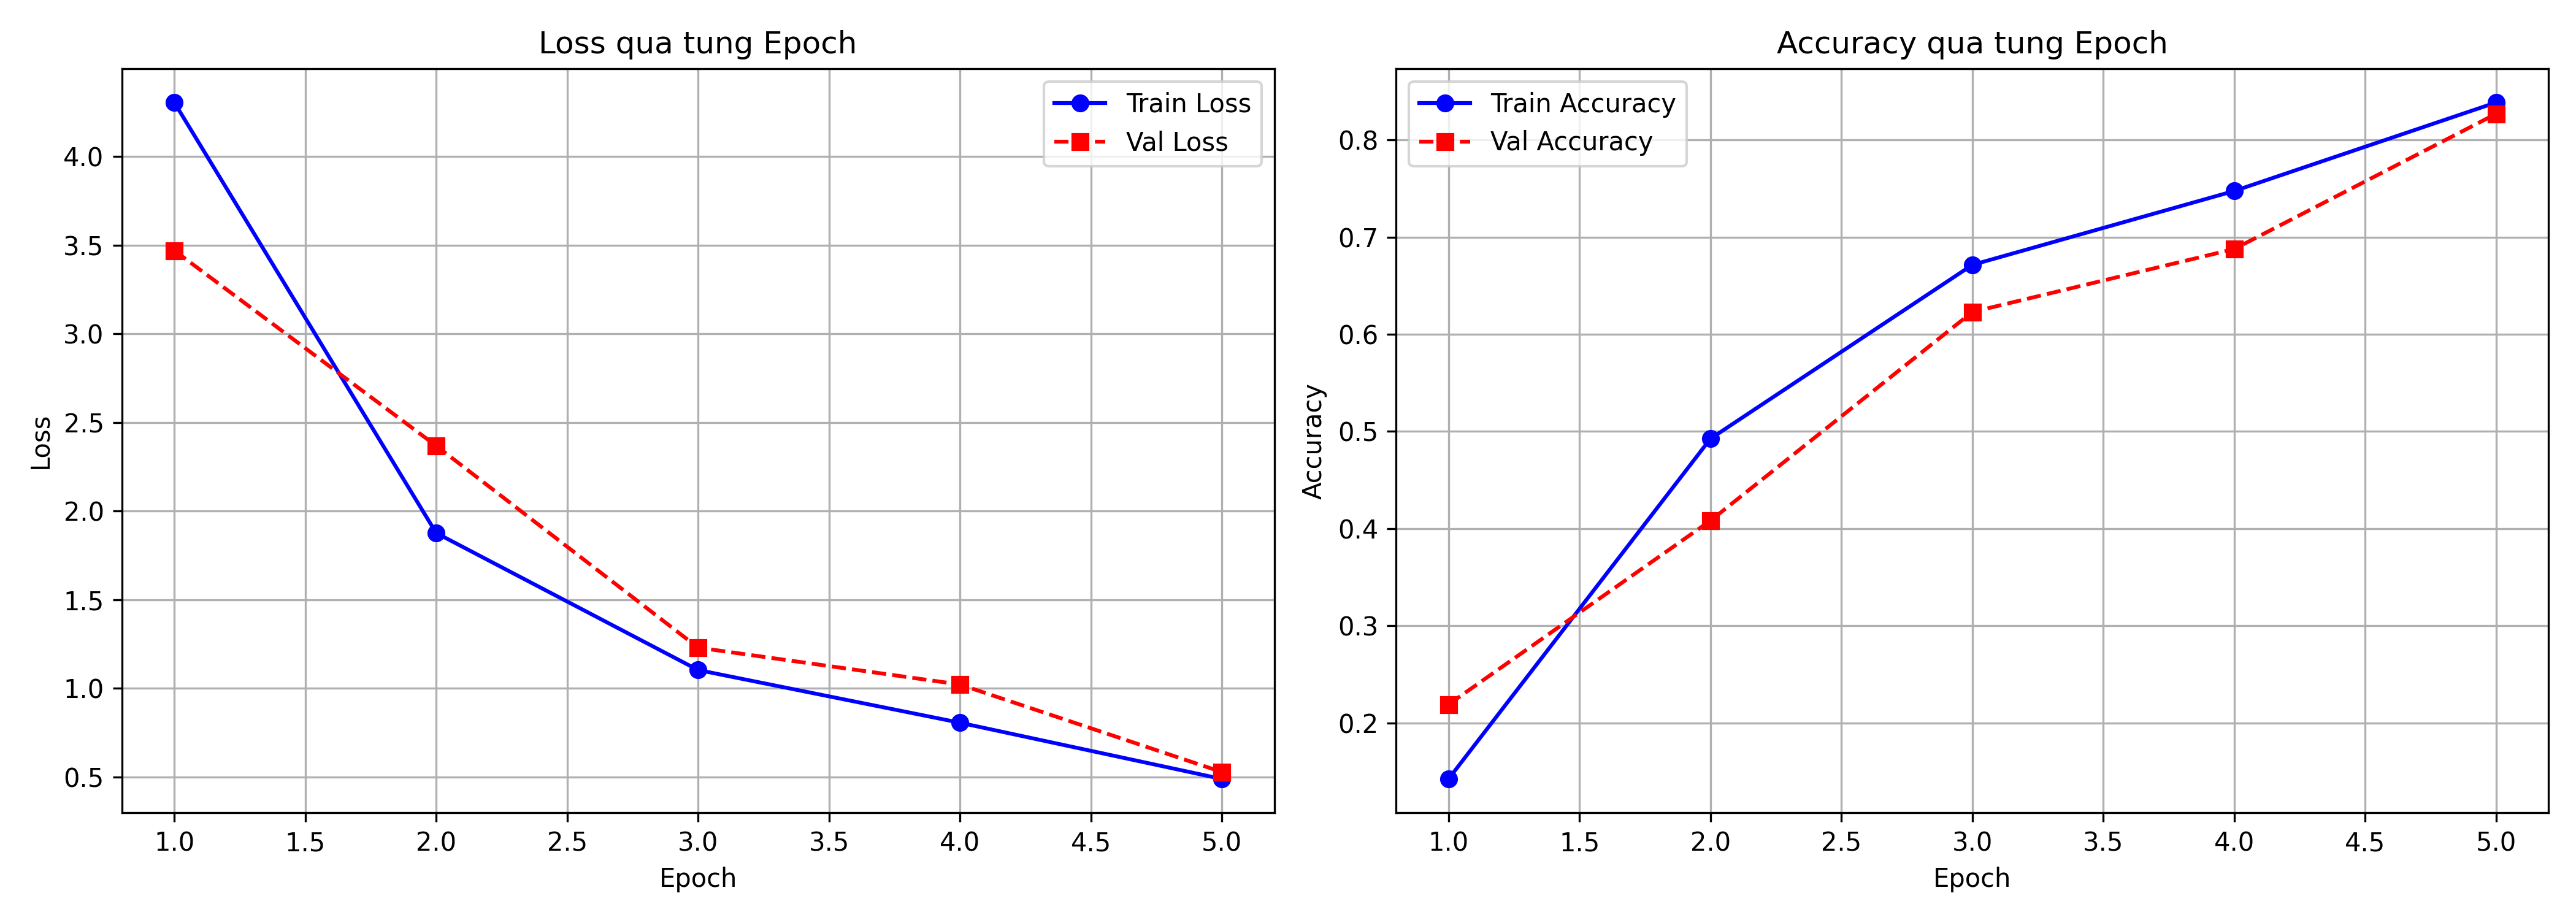 Loss qua tung Epoch
Train Loss
Val Loss
4.0
3.5
3.0
2.5
2.0
1.5
1.0
0.5
Loss
1.0 1.5 2.0 2.5 3.0 3.5 4.0 4.5 5.0
Epoch
Accuracy qua tung Epoch
Train Accuracy
Val Accuracy
0.8
0.7
0.6
0.5
0.4
0.3
0.2
Accuracy
1.0 1.5 2.0 2.5 3.0 3.5 4.0 4.5 5.0
Epoch